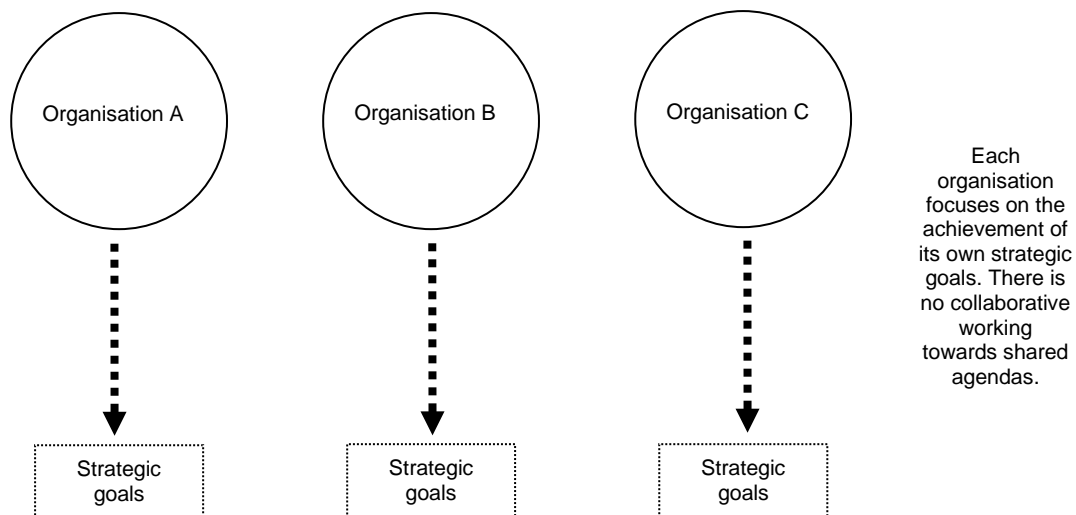 Organisation A
Organisation B
Organisation C
Each
organisation
focuses on the
achievement of
its own strategic
goals. There is
no collaborative
working
towards shared
agendas.
Strategic
goals
Strategic
goals
Strategic
goals